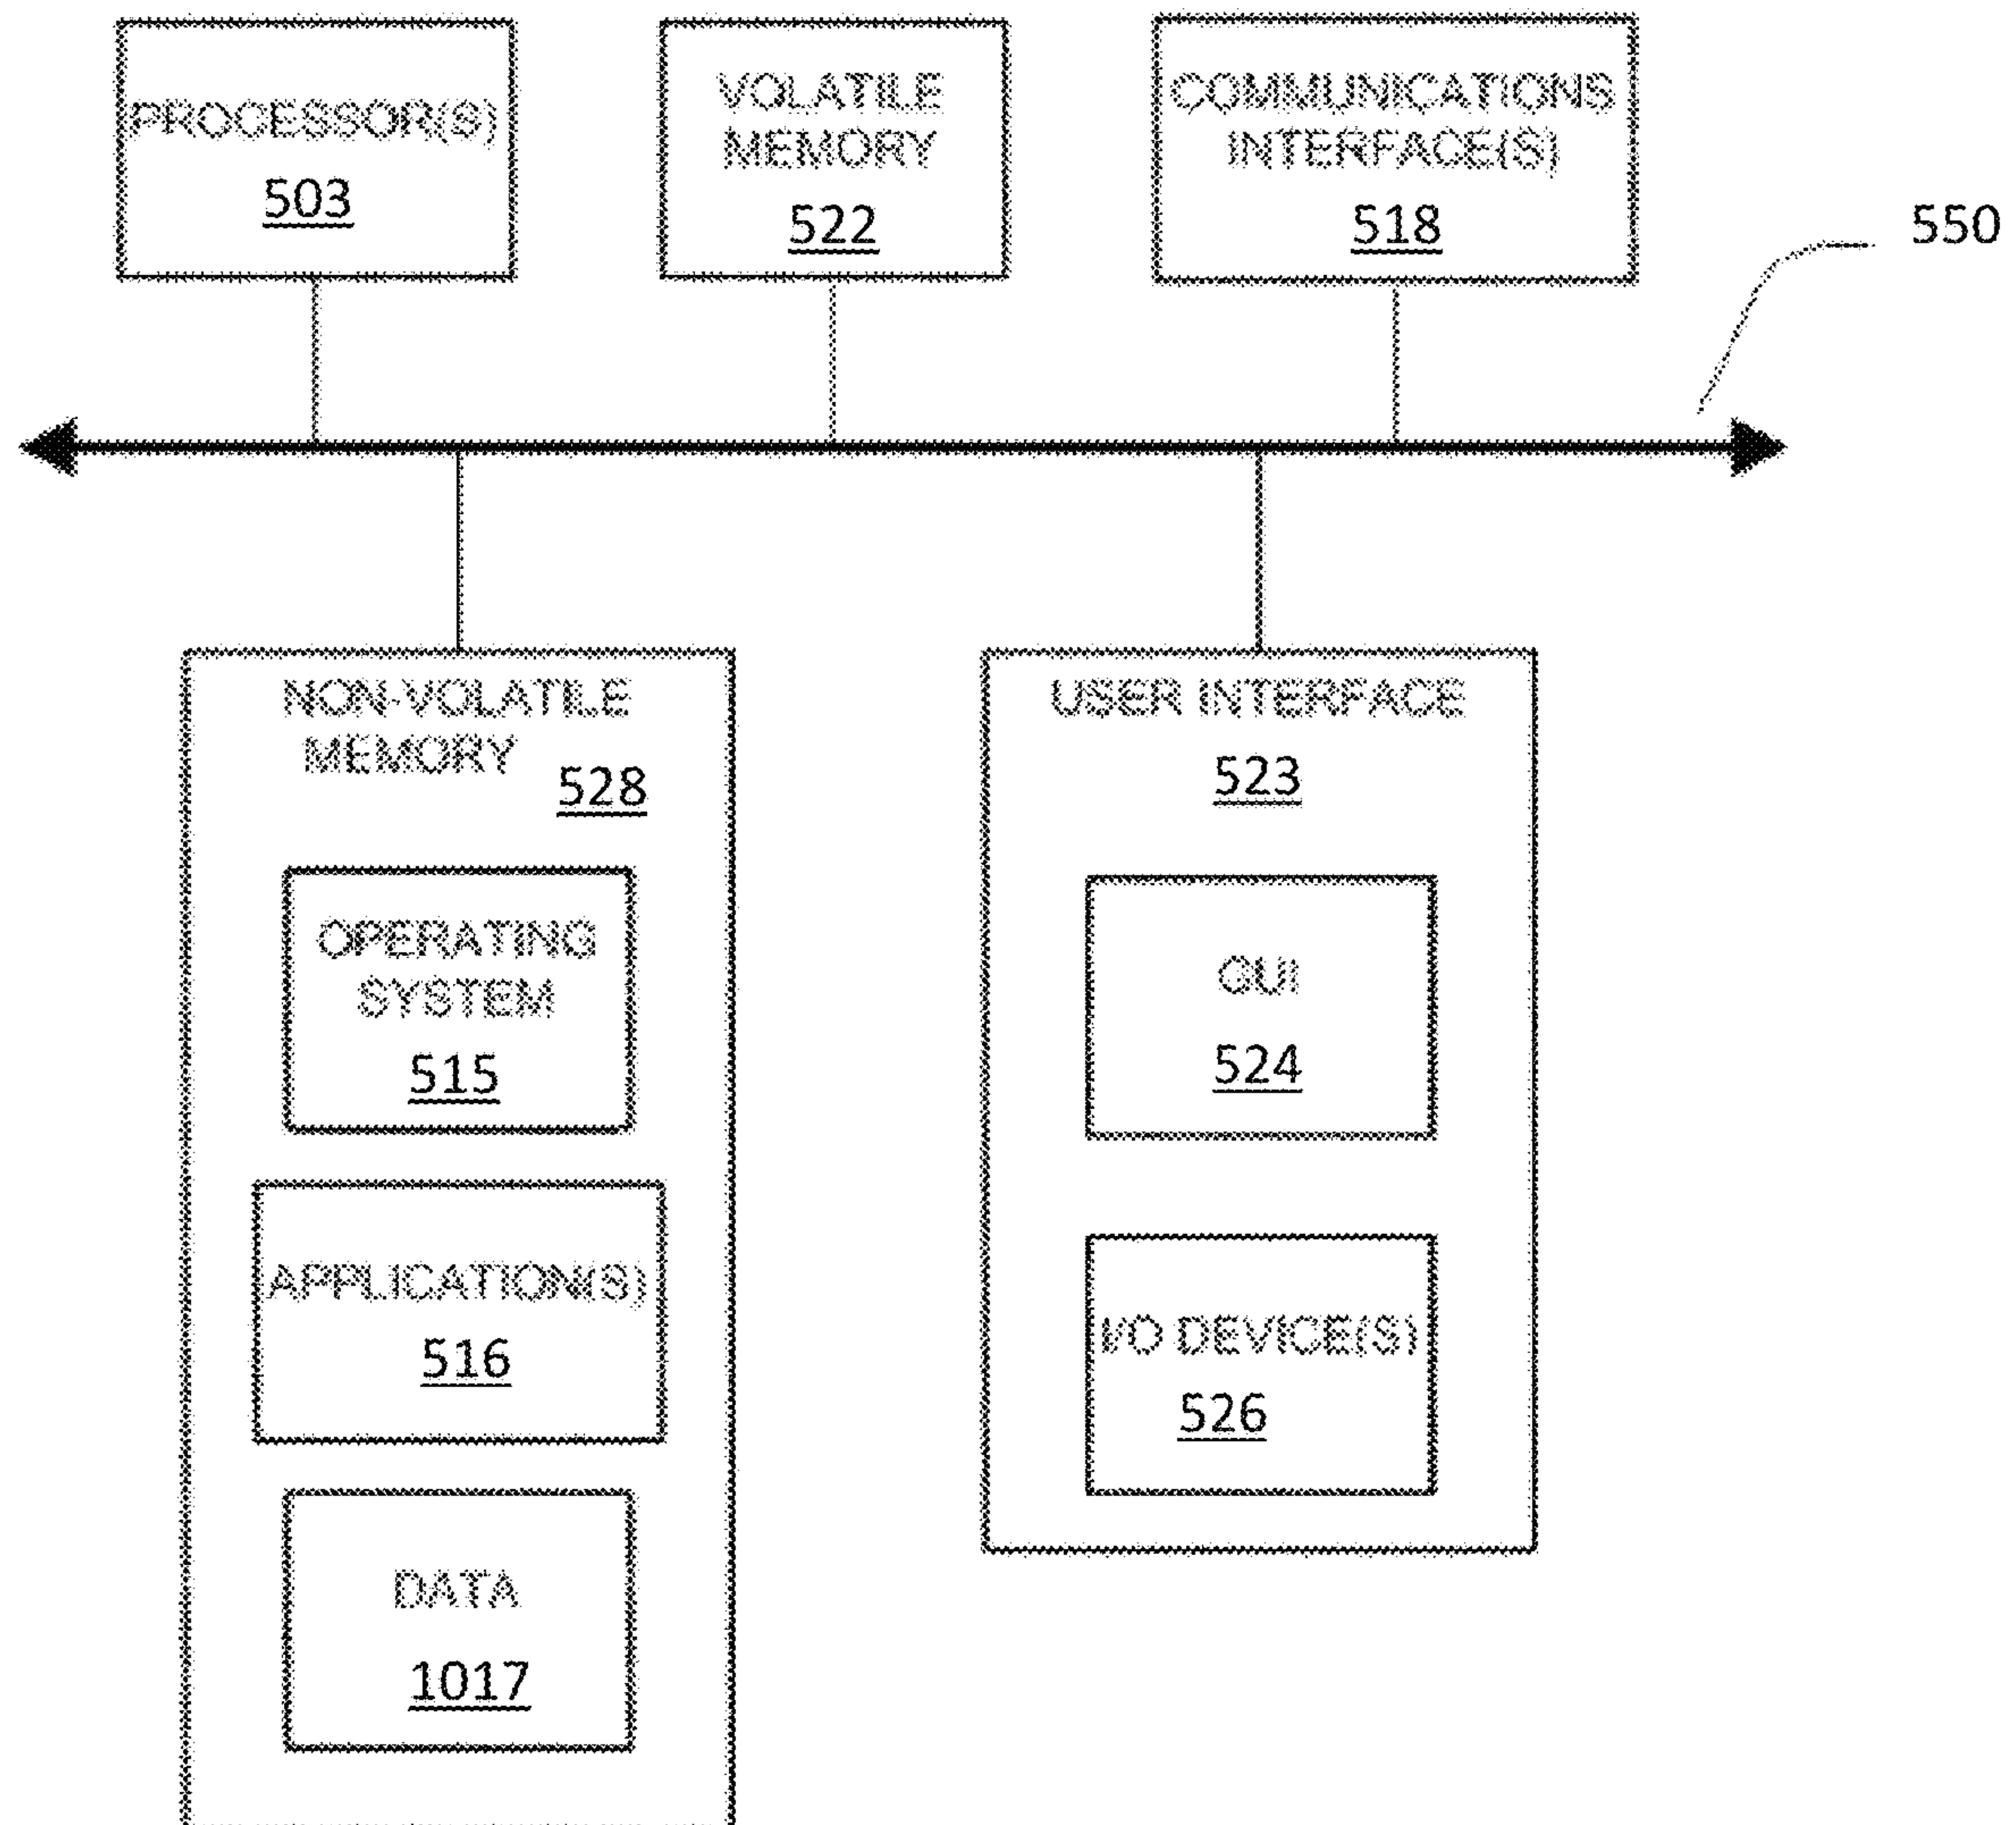 PROCESSOR(S)
503
VOLATILE
MEMORY
522
COMMUNICATIONS
INTERFACE(S)
518
550
NON-VOLATILE
MEMORY
528
OPERATING
SYSTEM
515
APPLICATION(S)
516
DATA
1017
USER INTERFACE
523
GUI
524
I/O DEVICE(S)
526